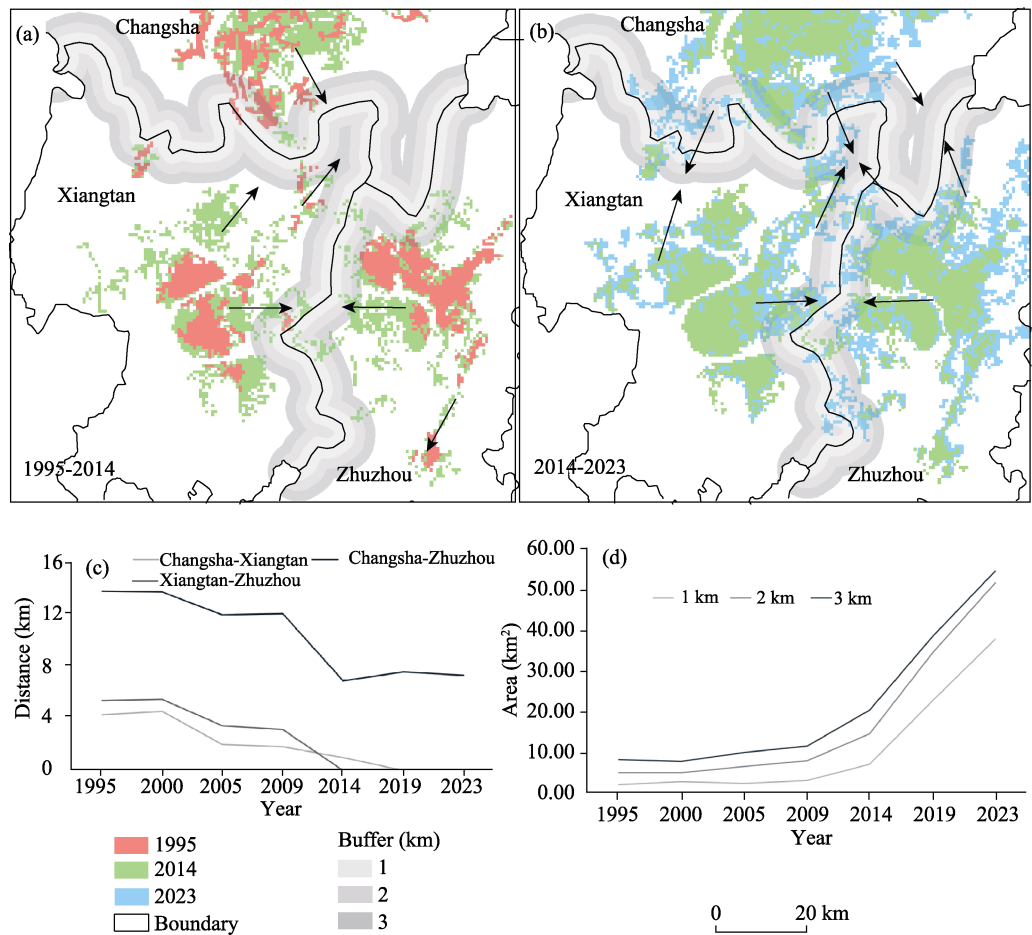 (a)
Changsha
Xiangtan
1995-2014
Zhuzhou
(b)
Changsha
Xiangtan
2014-2023
Zhuzhou
(c)
Changsha-Xiangtan
Changsha-Zhuzhou
Xiangtan-Zhuzhou
Distance (km)
16
12
8
4
0
1995 2000 2005 2009 2014 2019 2023
Year
(d)
1 km 2 km 3 km
Area (km²)
60.00
50.00
40.00
30.00
20.00
10.00
0.00
1995 2000 2005 2009 2014 2019 2023
Year
1995
2014
2023
Boundary
Buffer (km)
1
2
3
0 20 km